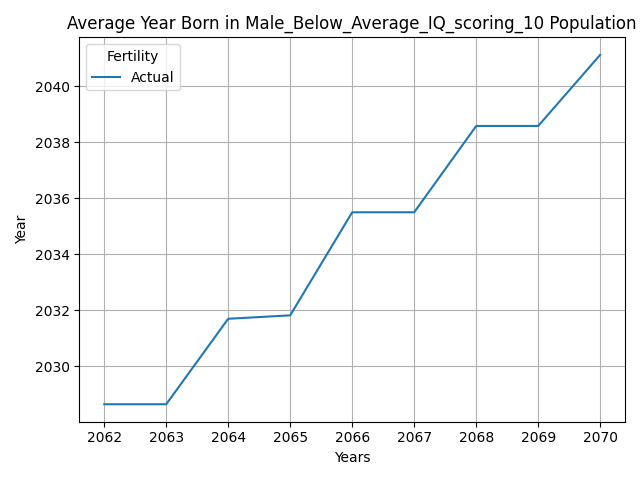 Average Year Born in Male_Below_Average_IQ_scoring_10 Population
Fertility
Actual
Year
2040
2038
2036
2034
2032
2030
2062 2063 2064 2065 2066 2067 2068 2069 2070
Years